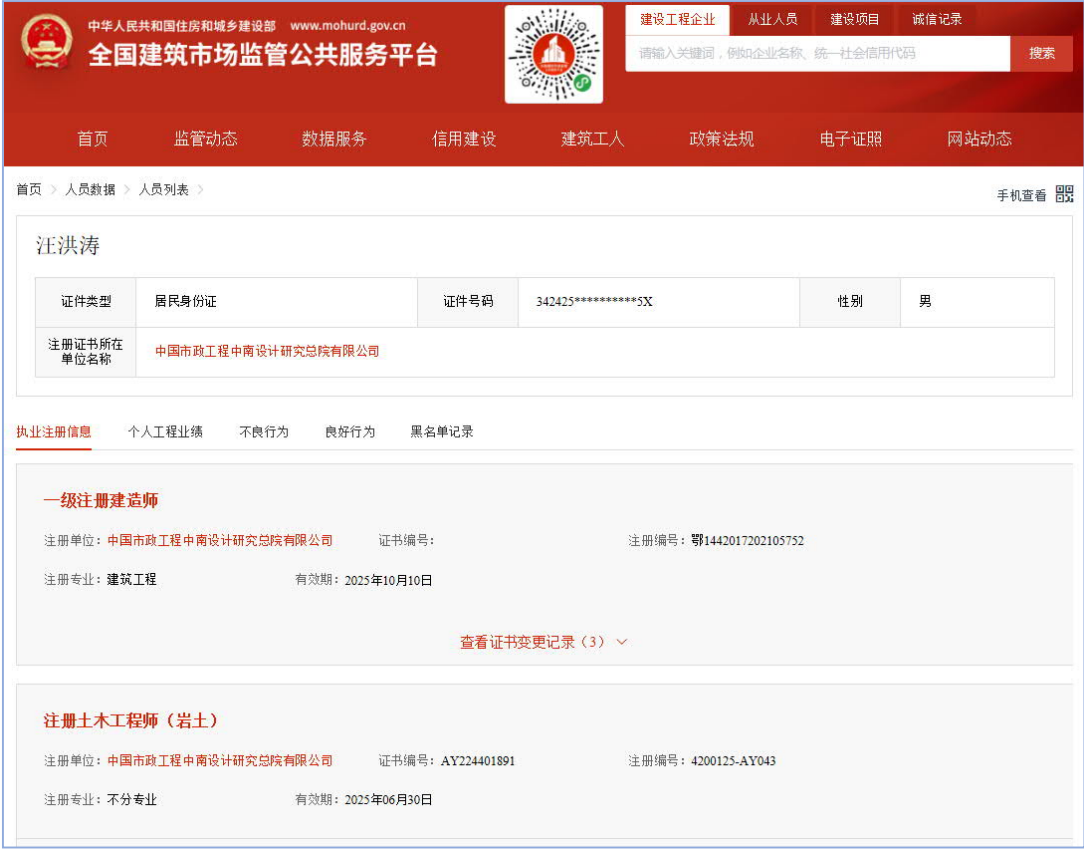 中华人民共和国住房和城乡建设部 www.mohurd.gov.cn
全国建筑市场监管公共服务平台
建设工程企业 从业人员 建设项目 诚信记录
请输入关键词，例如企业名称、统一社会信用代码 搜索
首页 监管动态 数据服务 信用建设 建筑工人 政策法规 电子证照 网站动态
首页 > 人员数据 > 人员列表 >
手机查看
汪洪涛
证件类型 居民身份证 证件号码 342425**********5X 性别 男
注册证书所在
单位名称
中国市政工程中南设计研究总院有限公司
执业注册信息 个人工程业绩 不良行为 良好行为 黑名单记录
一级注册建造师
注册单位：中国市政工程中南设计研究总院有限公司 证书编号： 注册编号：鄂1442017202105752
注册专业：建筑工程 有效期：2025年10月10日
查看证书变更记录（3）
注册土木工程师（岩土）
注册单位：中国市政工程中南设计研究总院有限公司 证书编号：AY224401891 注册编号：4200125-AY043
注册专业：不分专业 有效期：2025年06月30日